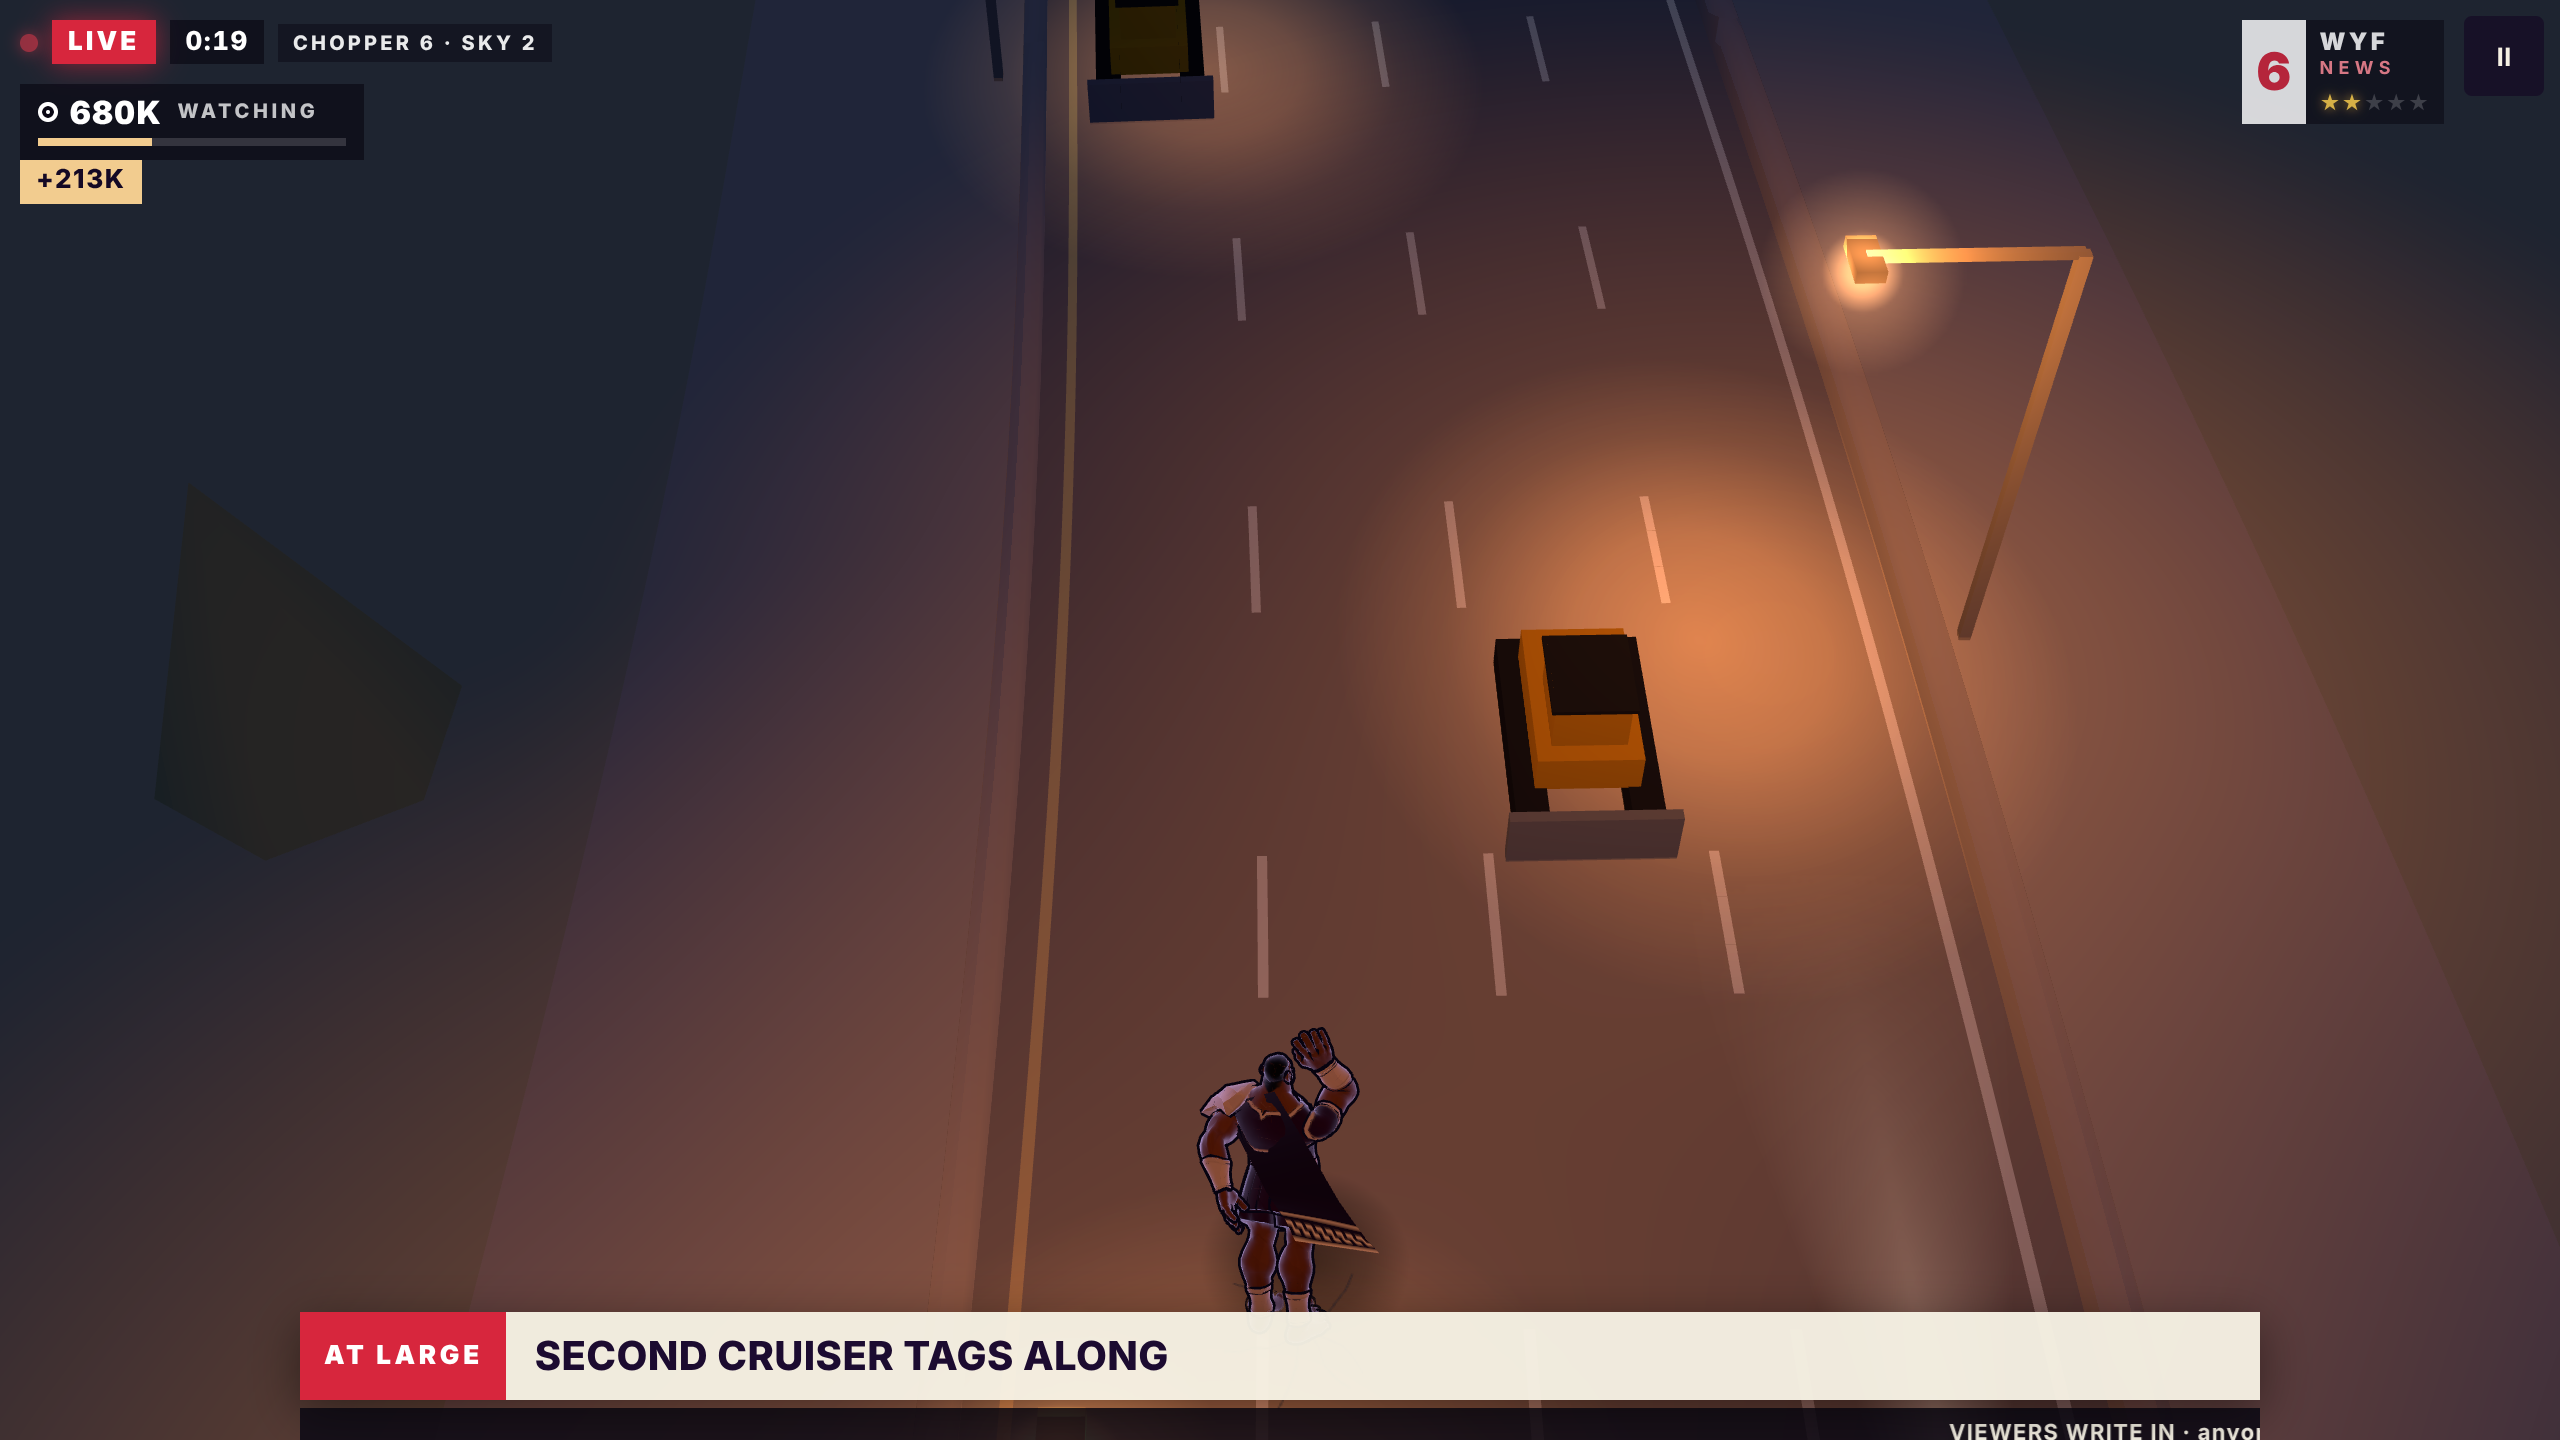 LIVE
0:19
CHOPPER 6 · SKY 2
680K WATCHING
+213K
6
WYF
NEWS
AT LARGE
SECOND CRUISER TAGS ALONG
VIEWERS WRITE IN ·